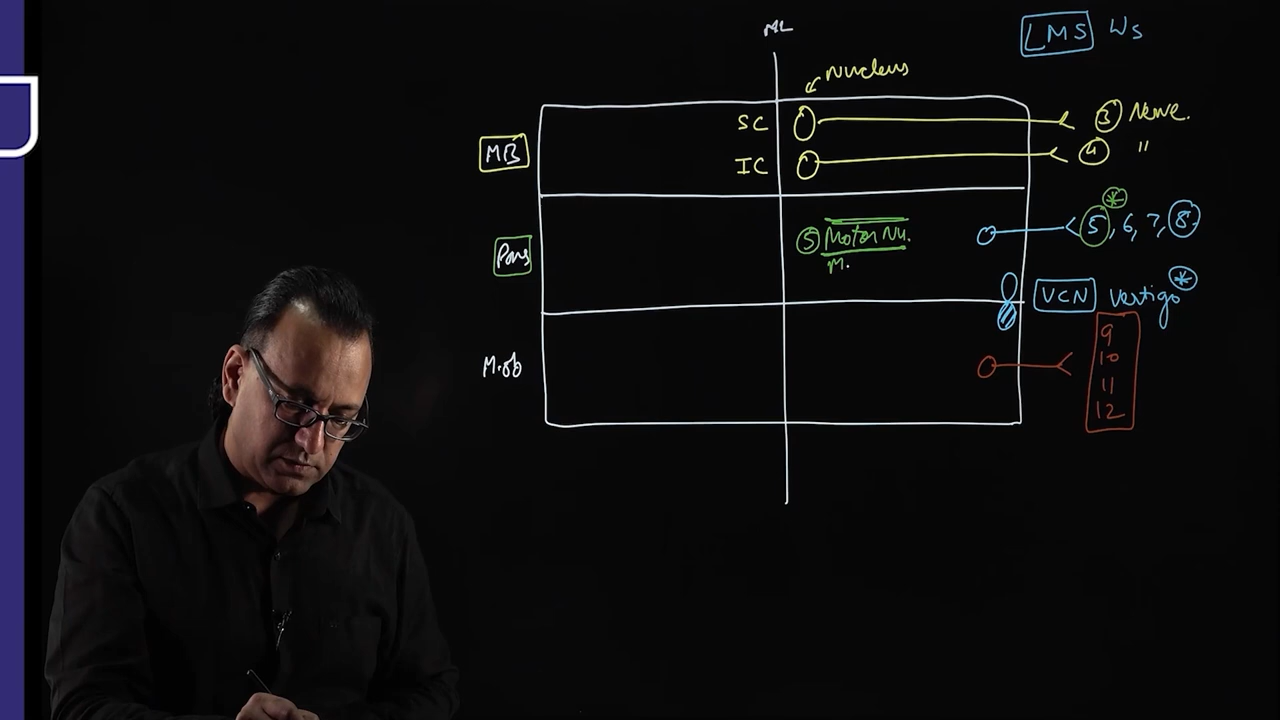 ML
LMS Ws
Nucleus
SC
3 Nerve.
MB
IC
4 "
*
Pons
5 Motor Nu.
M.
5, 6, 7, 8
VCN vertigo *
M.ob
9
10
11
12